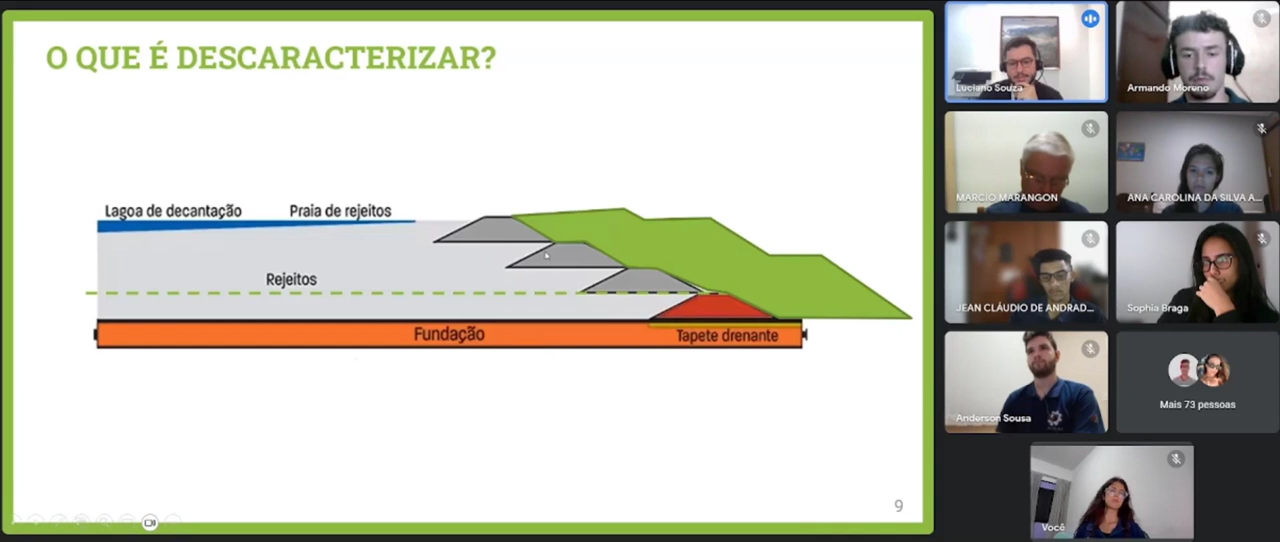 O QUE É DESCARACTERIZAR?
Lagoa de decantação
Praia de rejeitos
Rejeitos
Fundação
Tapete drenante
9
Luciano Souza
Armando Moreno
MARCIO MARANGON
ANA CAROLINA DA SILVA A...
JEAN CLÁUDIO DE ANDRAD...
Sophia Braga
Anderson Sousa
Mais 73 pessoas
Você